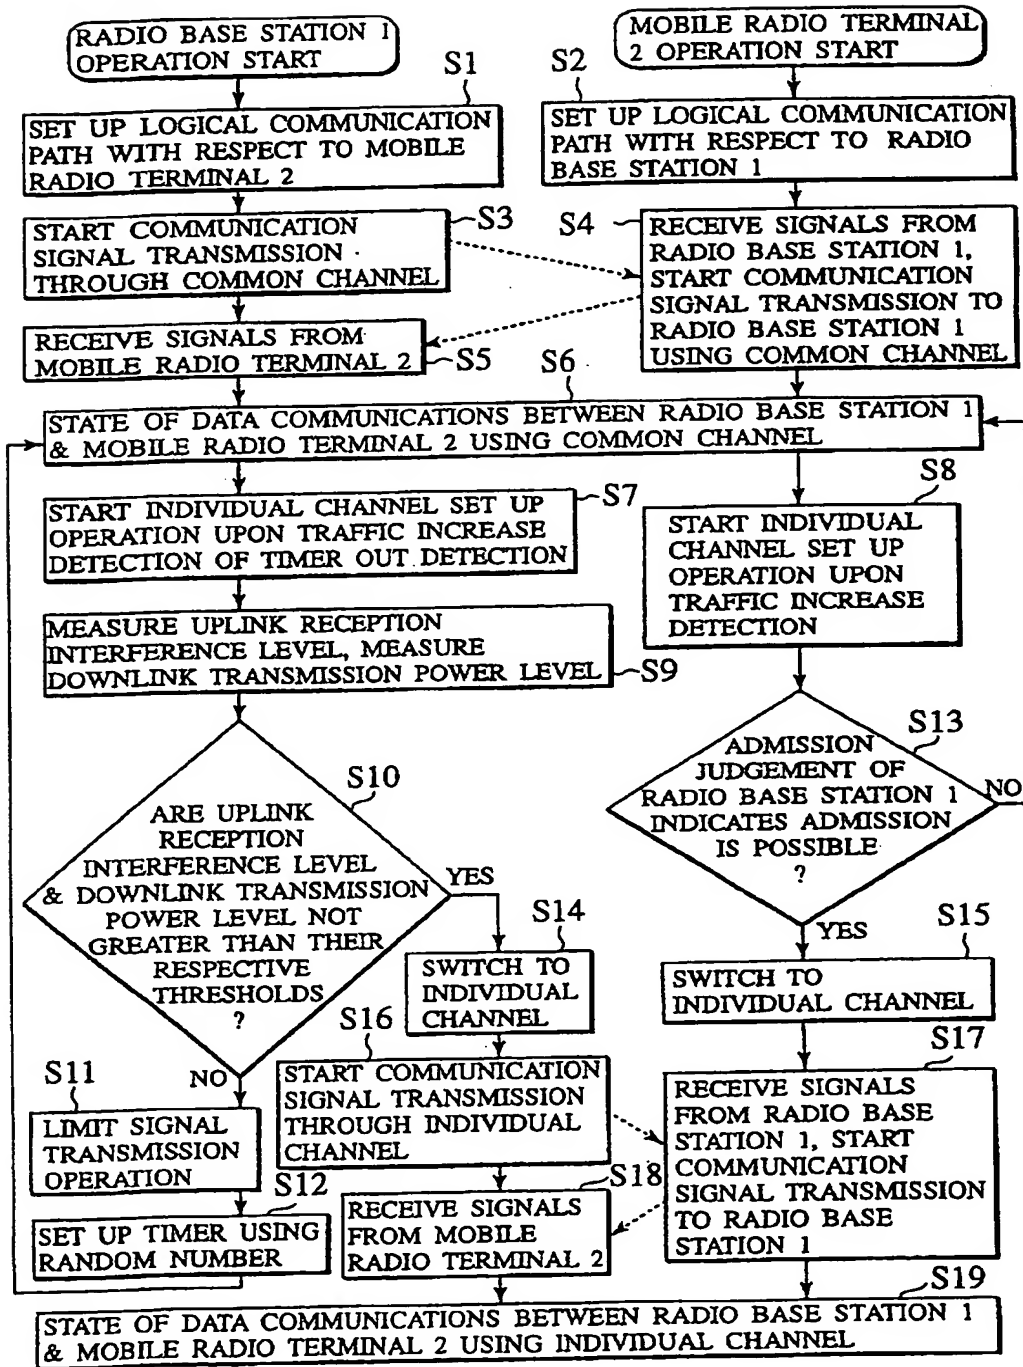 RADIO BASE STATION 1
OPERATION START
MOBILE RADIO TERMINAL
2 OPERATION START
S1
SET UP LOGICAL COMMUNICATION
PATH WITH RESPECT TO MOBILE
RADIO TERMINAL 2
S2
SET UP LOGICAL COMMUNICATION
PATH WITH RESPECT TO RADIO
BASE STATION 1
S3
START COMMUNICATION
SIGNAL TRANSMISSION
THROUGH COMMON CHANNEL
S4
RECEIVE SIGNALS FROM
RADIO BASE STATION 1,
START COMMUNICATION
SIGNAL TRANSMISSION TO
RADIO BASE STATION 1
USING COMMON CHANNEL
RECEIVE SIGNALS FROM
MOBILE RADIO TERMINAL 2
S5
S6
STATE OF DATA COMMUNICATIONS BETWEEN RADIO BASE STATION 1
& MOBILE RADIO TERMINAL 2 USING COMMON CHANNEL
S7
START INDIVIDUAL CHANNEL SET UP
OPERATION UPON TRAFFIC INCREASE
DETECTION OF TIMER OUT DETECTION
S8
START INDIVIDUAL
CHANNEL SET UP
OPERATION UPON
TRAFFIC INCREASE
DETECTION
MEASURE UPLINK RECEPTION
INTERFERENCE LEVEL, MEASURE
DOWNLINK TRANSMISSION POWER LEVEL
S9
S10
ARE UPLINK
RECEPTION
INTERFERENCE LEVEL
& DOWNLINK TRANSMISSION
POWER LEVEL NOT
GREATER THAN THEIR
RESPECTIVE
THRESHOLDS
?
YES
NO
S13
ADMISSION
JUDGEMENT OF
RADIO BASE STATION 1
INDICATES ADMISSION
IS POSSIBLE
?
NO
YES
S14
SWITCH TO
INDIVIDUAL
CHANNEL
S15
SWITCH TO
INDIVIDUAL CHANNEL
S11
LIMIT SIGNAL
TRANSMISSION
OPERATION
S16
START COMMUNICATION
SIGNAL TRANSMISSION
THROUGH INDIVIDUAL
CHANNEL
S17
RECEIVE SIGNALS
FROM RADIO BASE
STATION 1, START
COMMUNICATION
SIGNAL TRANSMISSION
TO RADIO BASE
STATION 1
S12
SET UP TIMER USING
RANDOM NUMBER
S18
RECEIVE SIGNALS
FROM MOBILE
RADIO TERMINAL 2
S19
STATE OF DATA COMMUNICATIONS BETWEEN RADIO BASE STATION 1
& MOBILE RADIO TERMINAL 2 USING INDIVIDUAL CHANNEL